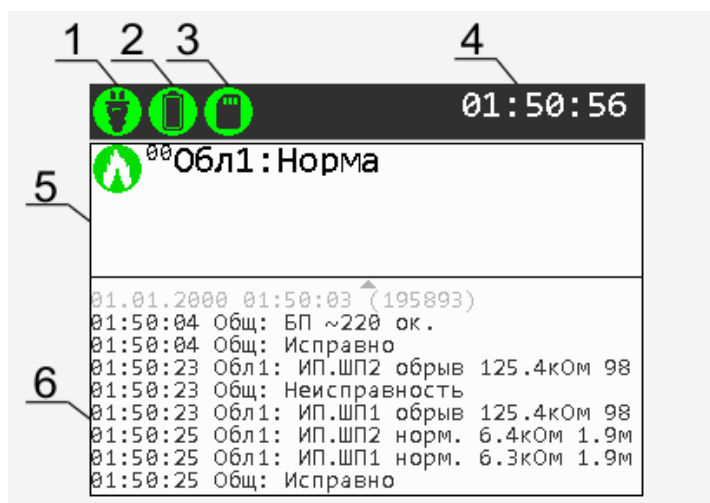 1 2 3 4
01:50:56
00Обл1:Норма
5
01.01.2000 01:50:03 (195893)
01:50:04 Общ: БП ~220 ок.
01:50:04 Общ: Исправно
01:50:23 Обл1: ИП.ШП2 обрыв 125.4кОм 98
6
01:50:23 Общ: Неисправность
01:50:23 Обл1: ИП.ШП1 обрыв 125.4кОм 98
01:50:25 Обл1: ИП.ШП2 норм. 6.4кОм 1.9м
01:50:25 Обл1: ИП.ШП1 норм. 6.3кОм 1.9м
01:50:25 Общ: Исправно